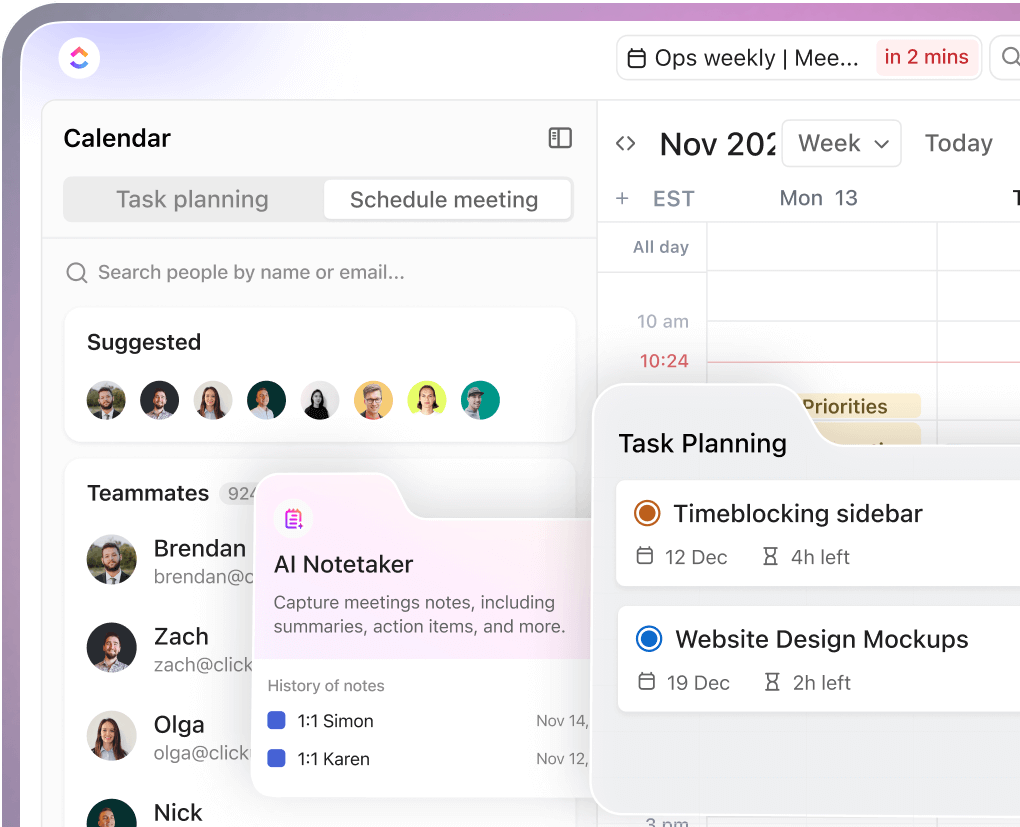 Ops weekly | Mee...
in 2 mins
Calendar
Task planning
Schedule meeting
Search people by name or email...
Suggested
Teammates 924
Brendan
brendan@c
Zach
zach@click
Olga
olga@click
Nick
Nov 202
Week
Today
EST
Mon 13
All day
10 am
10:24
Priorities
AI Notetaker
Capture meetings notes, including
summaries, action items, and more.
History of notes
1:1 Simon
Nov 14,
1:1 Karen
Nov 12,
Task Planning
Timeblocking sidebar
12 Dec
4h left
Website Design Mockups
19 Dec
2h left
3 pm